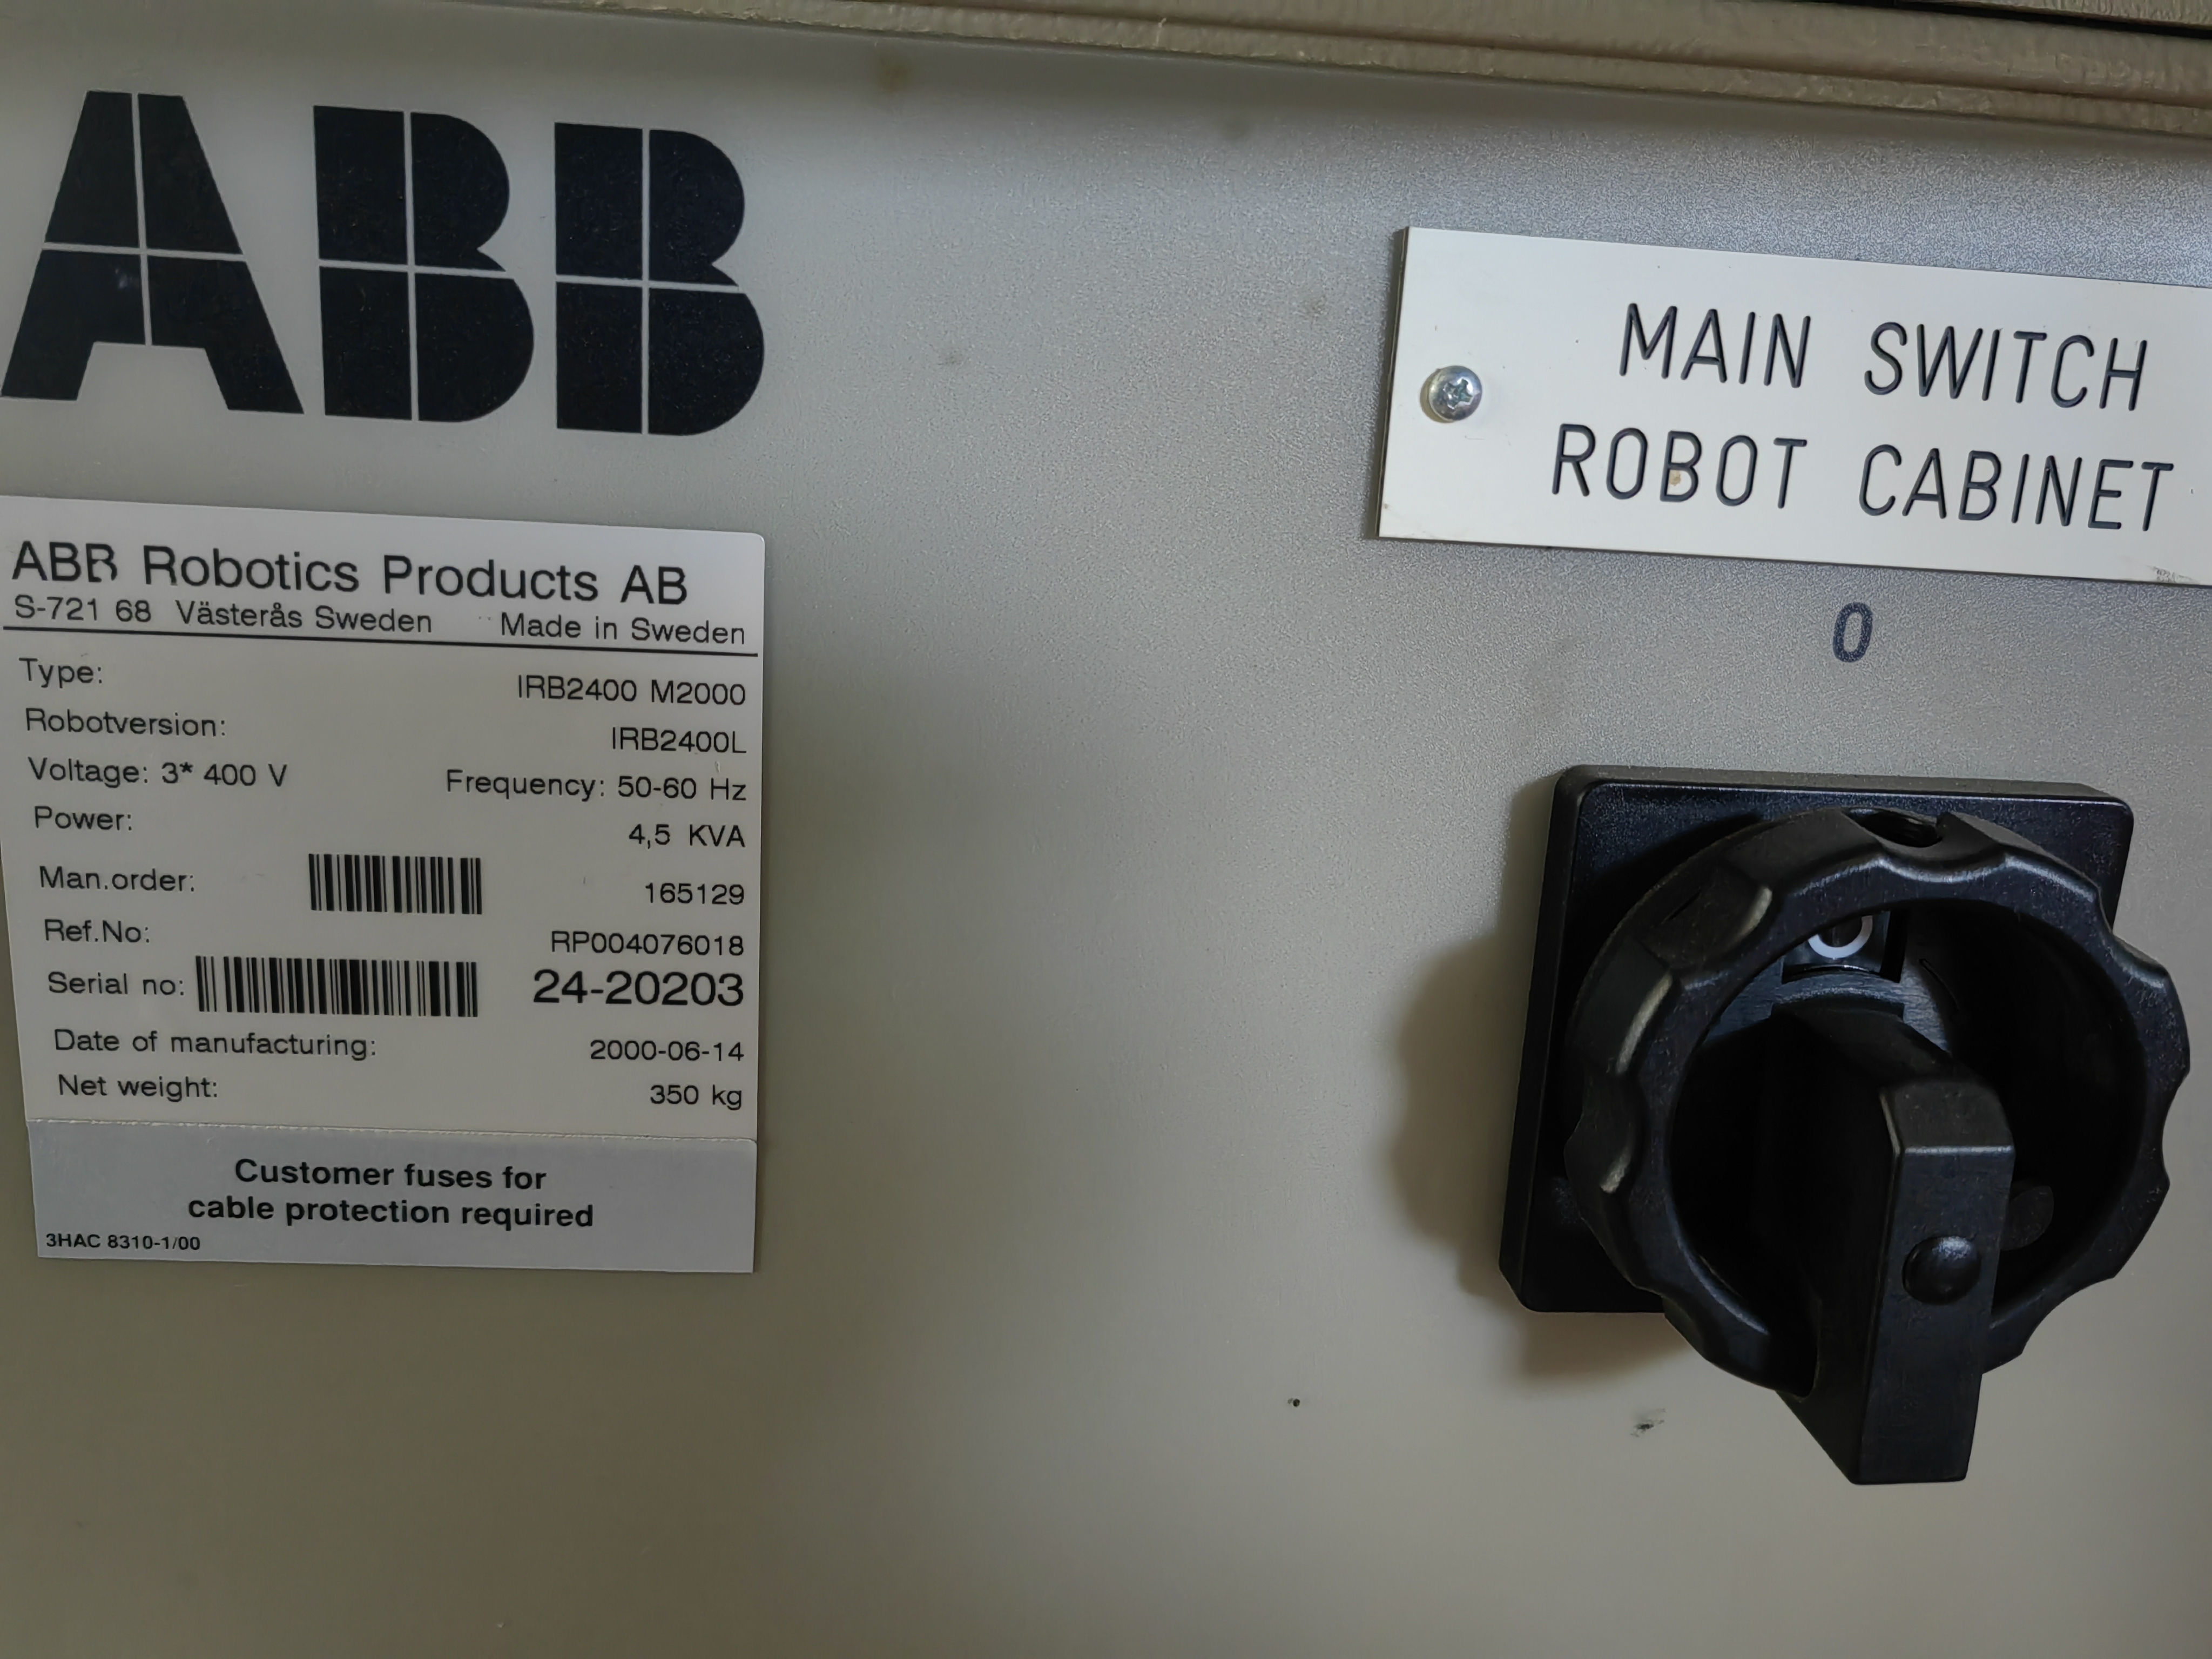 ABB
ABB Robotics Products AB
S-721 68 Västerås Sweden Made in Sweden
Type: IRB2400 M2000
Robotversion: IRB2400L
Voltage: 3* 400 V Frequency: 50-60 Hz
Power: 4,5 KVA
Man.order: 165129
Ref.No: RP004076018
Serial no: 24-20203
Date of manufacturing: 2000-06-14
Net weight: 350 kg
Customer fuses for
cable protection required
3HAC 8310-1/00
MAIN SWITCH
ROBOT CABINET
0